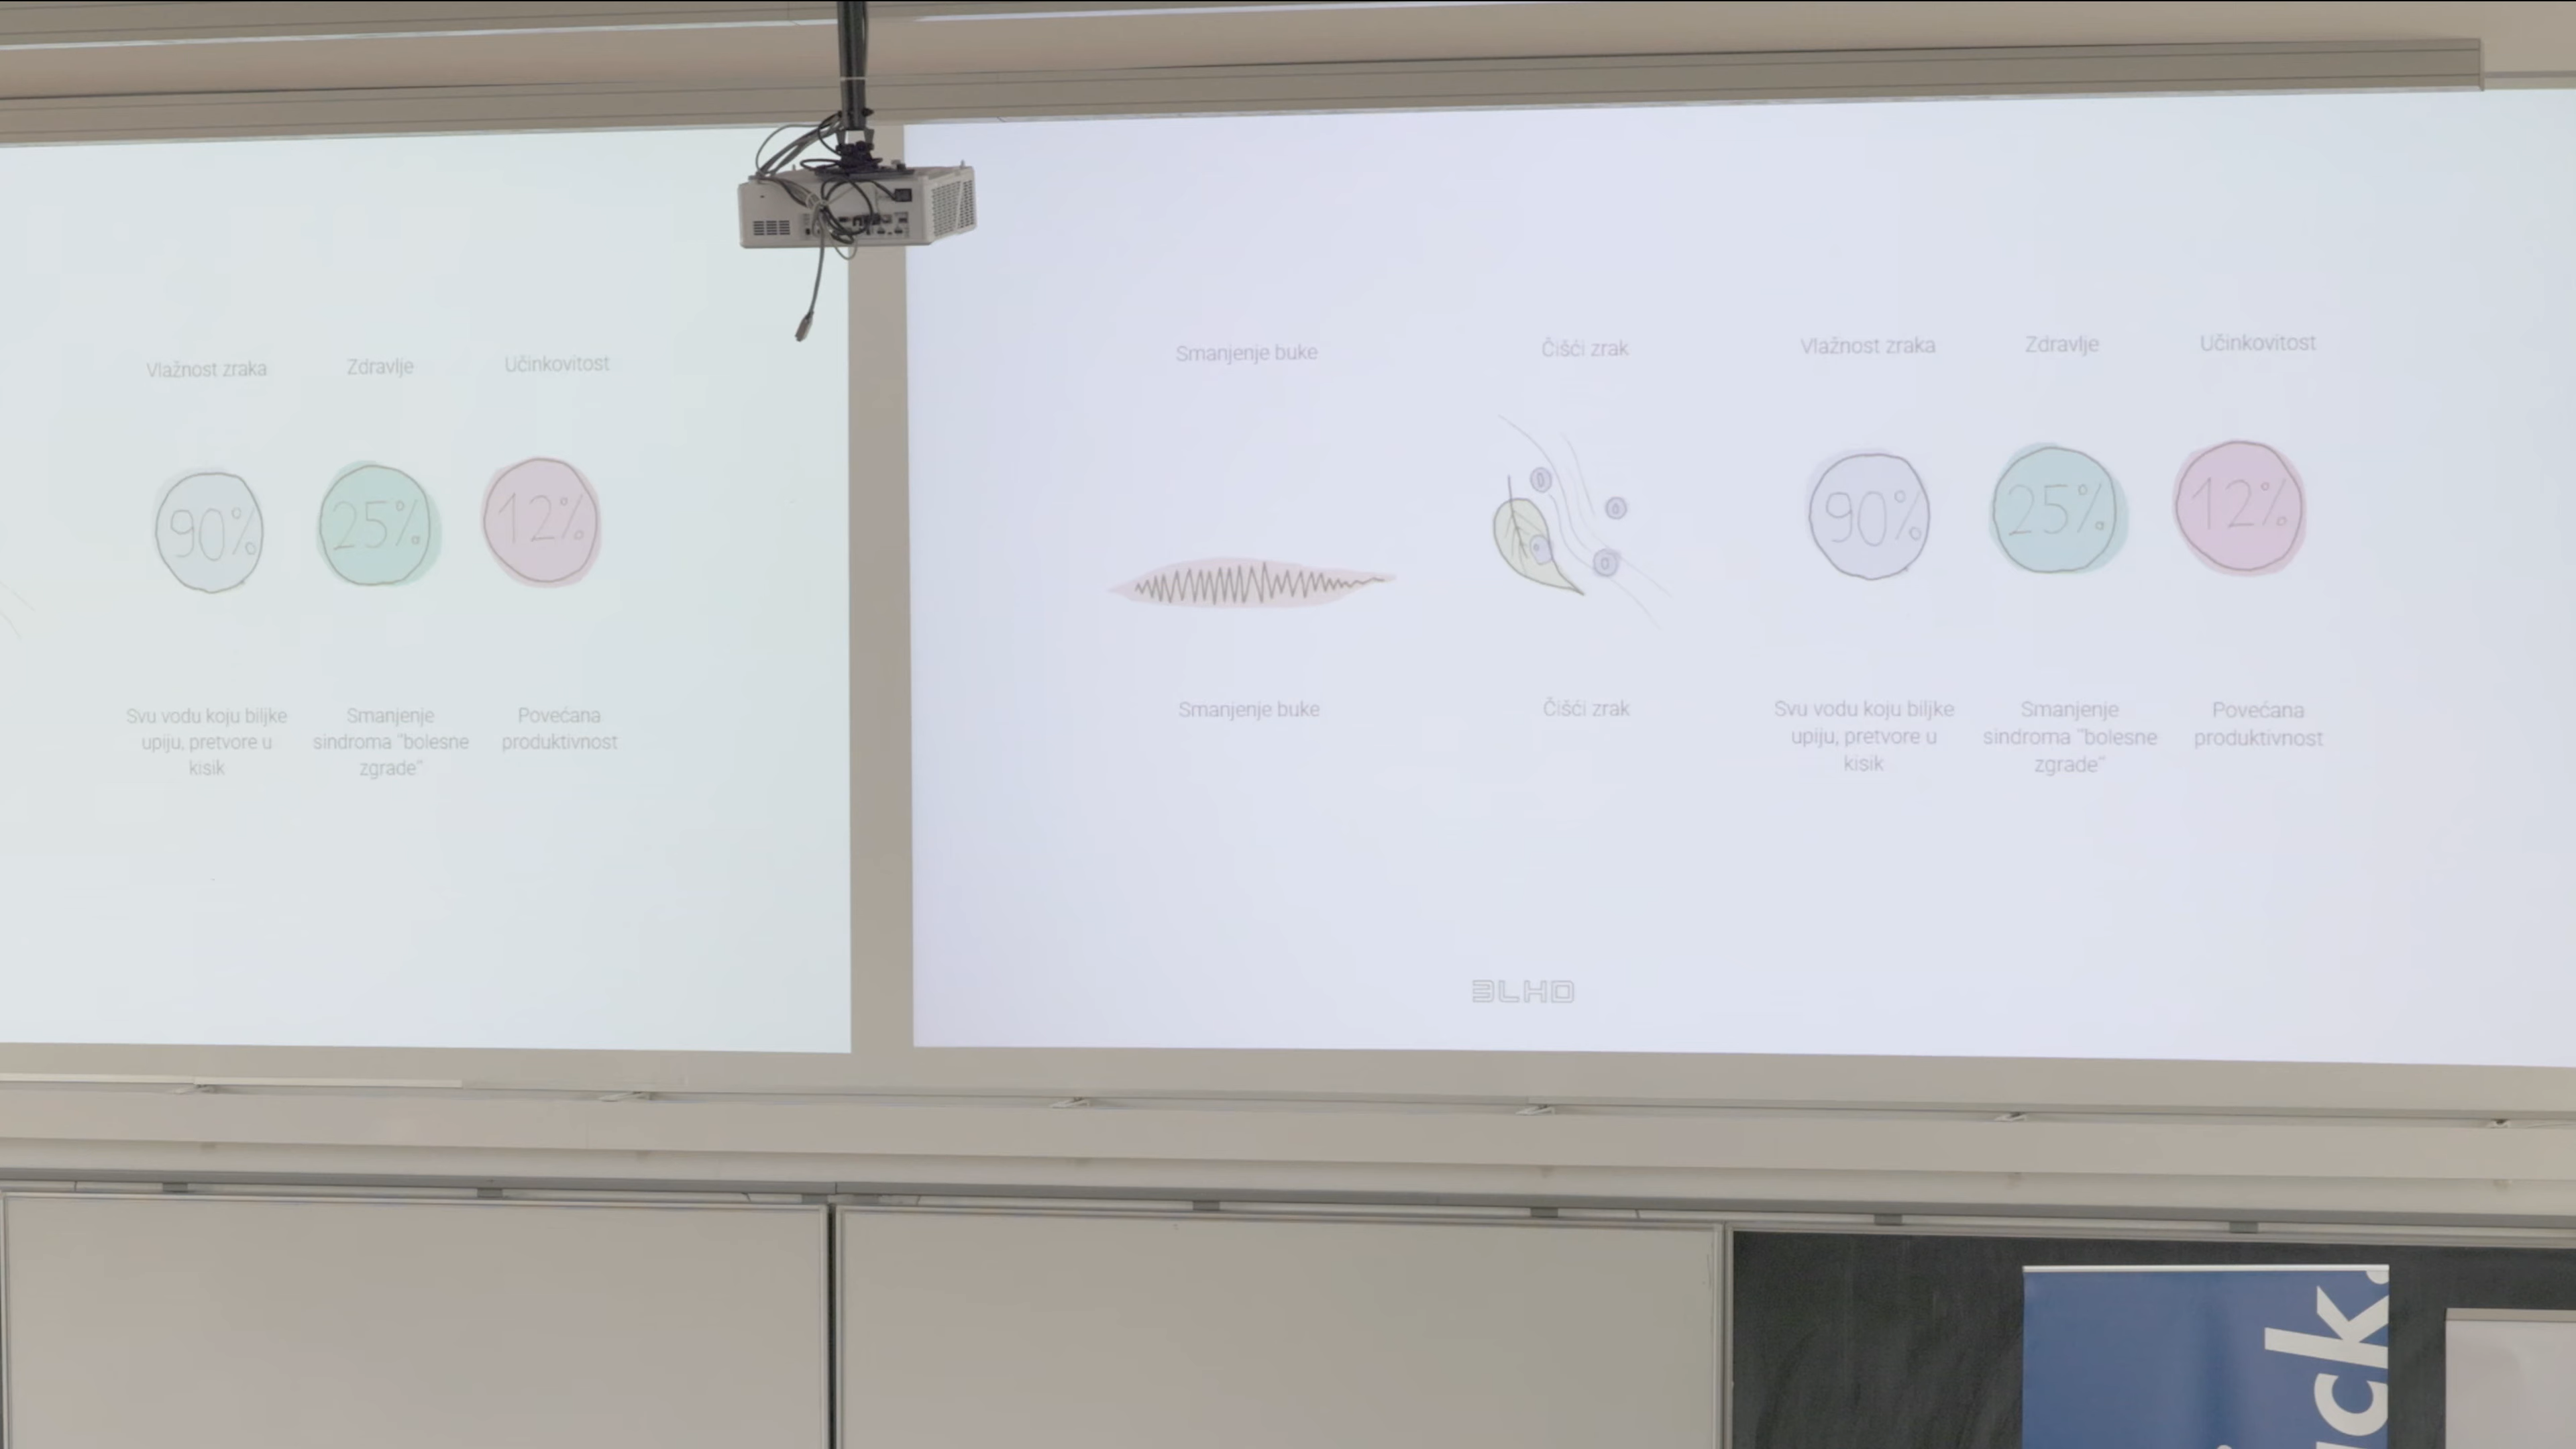 Vlažnost zraka
Zdravlje
Učinkovitost
90%
25%
12%
Svu vodu koju biljke
upiju, pretvore u
kisik
Smanjenje
sindroma "bolesne
zgrade"
Povećana
produktivnost
Smanjenje buke
Čišći zrak
Vlažnost zraka
Zdravlje
Učinkovitost
90%
25%
12%
Smanjenje buke
Čišći zrak
Svu vodu koju biljke
upiju, pretvore u
kisik
Smanjenje
sindroma "bolesne
zgrade"
Povećana
produktivnost
3LHD
ck.